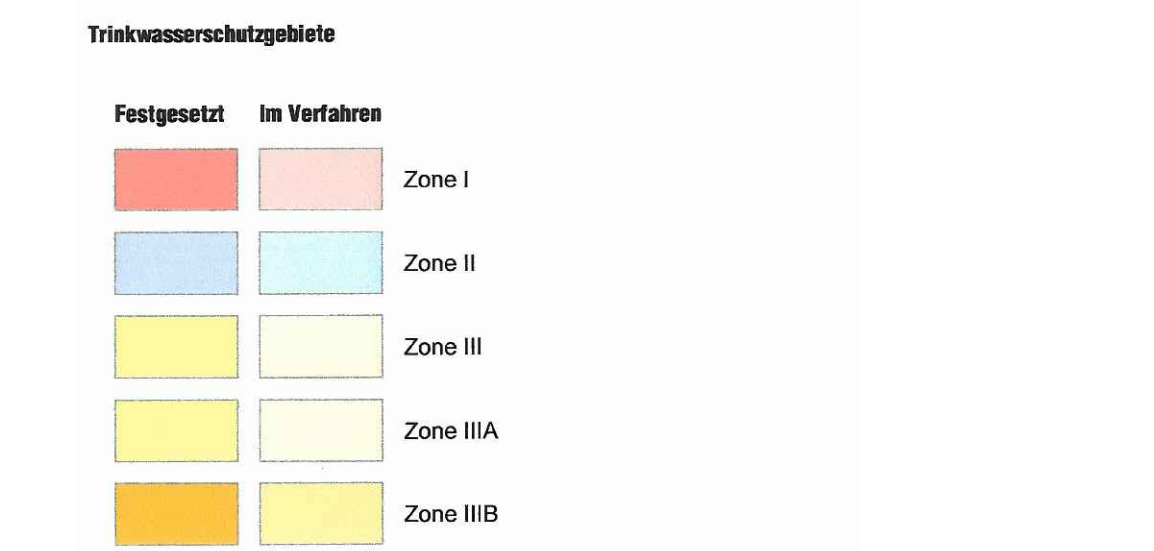 Trinkwasserschutzgebiete
Festgesetzt Im Verfahren
Zone I
Zone II
Zone III
Zone IIIA
Zone IIIB